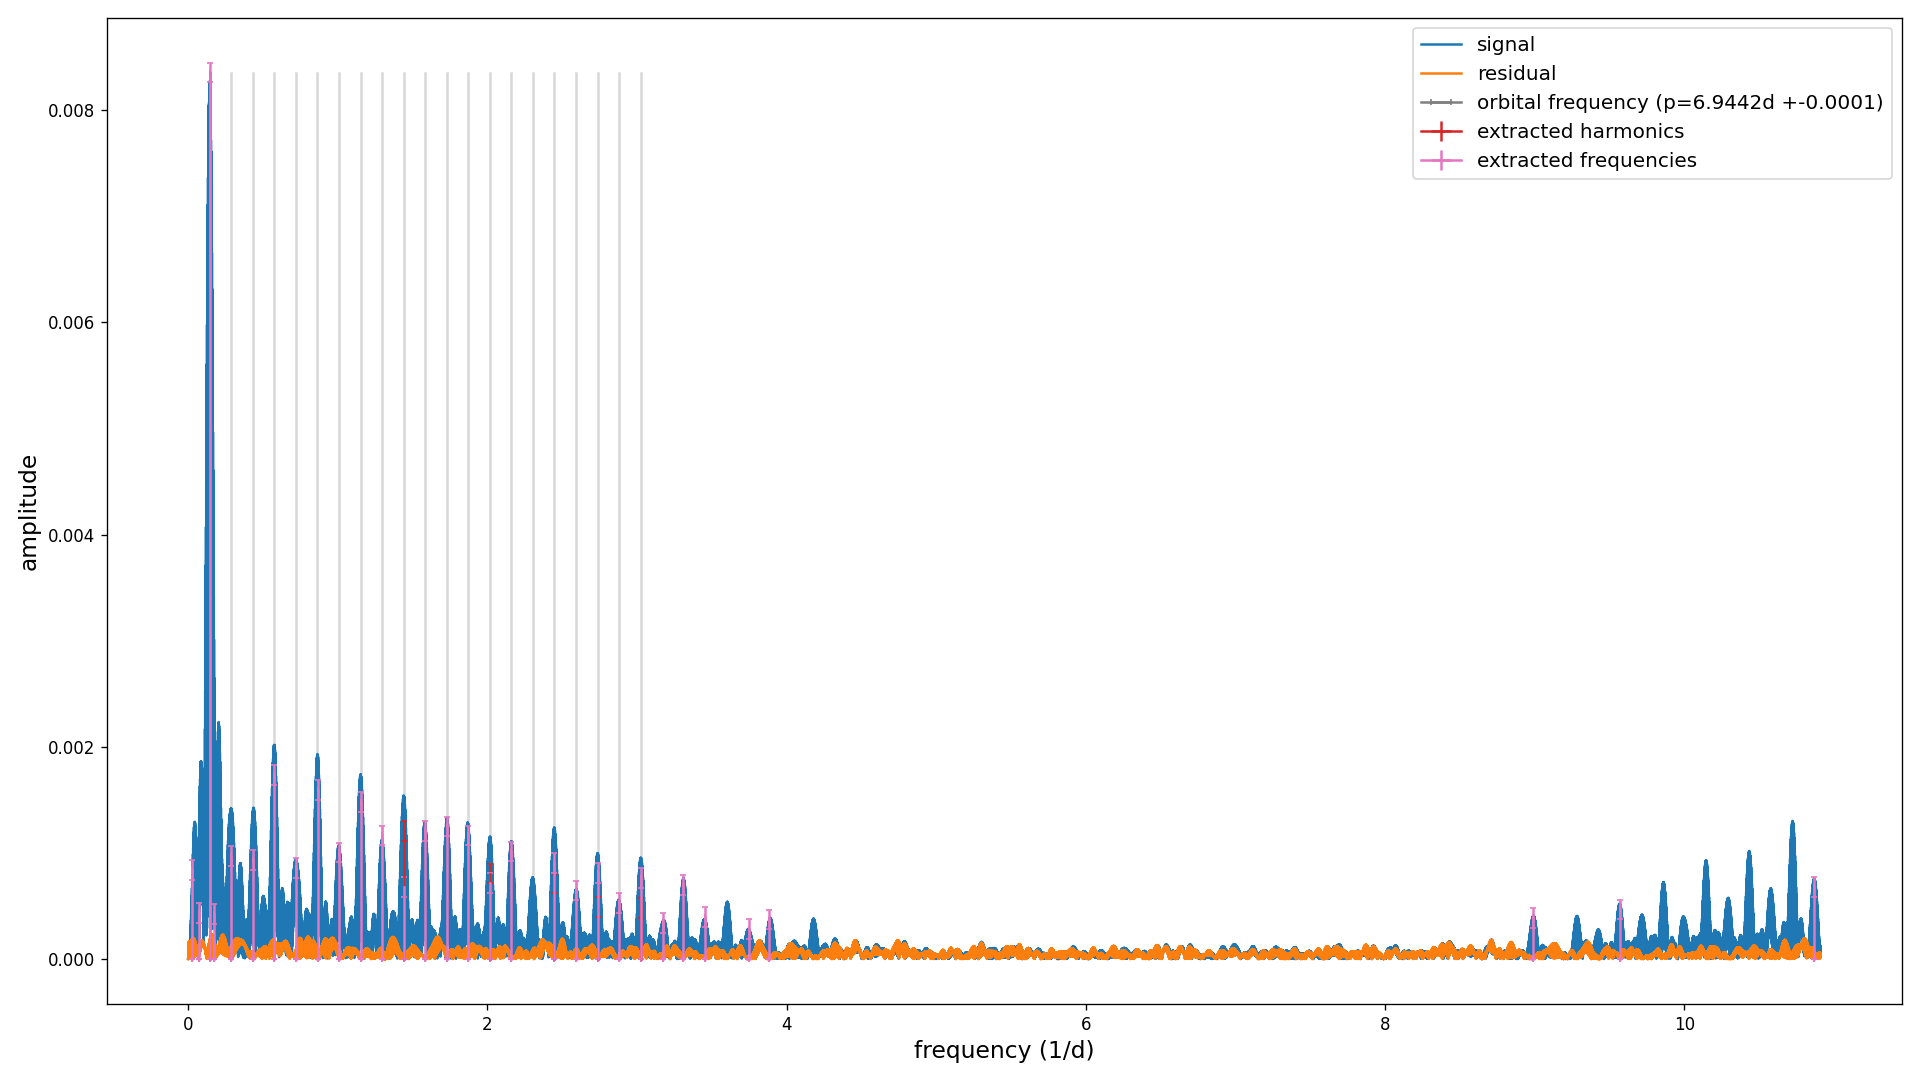 signal
residual
orbital frequency (p=6.9442d +-0.0001)
extracted harmonics
extracted frequencies
0.008
0.006
0.004
0.002
0.000
amplitude
0 2 4 6 8 10
frequency (1/d)